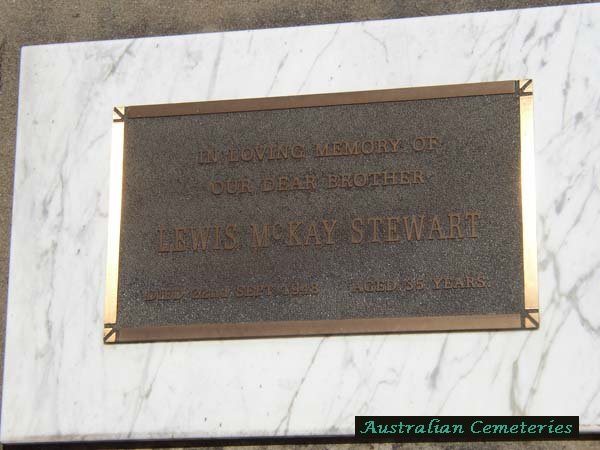 IN LOVING MEMORY OF
OUR DEAR BROTHER
LEWIS McKAY STEWART
DIED 22ND SEPT. 1948 AGED 35 YEARS.
Australian Cemeteries